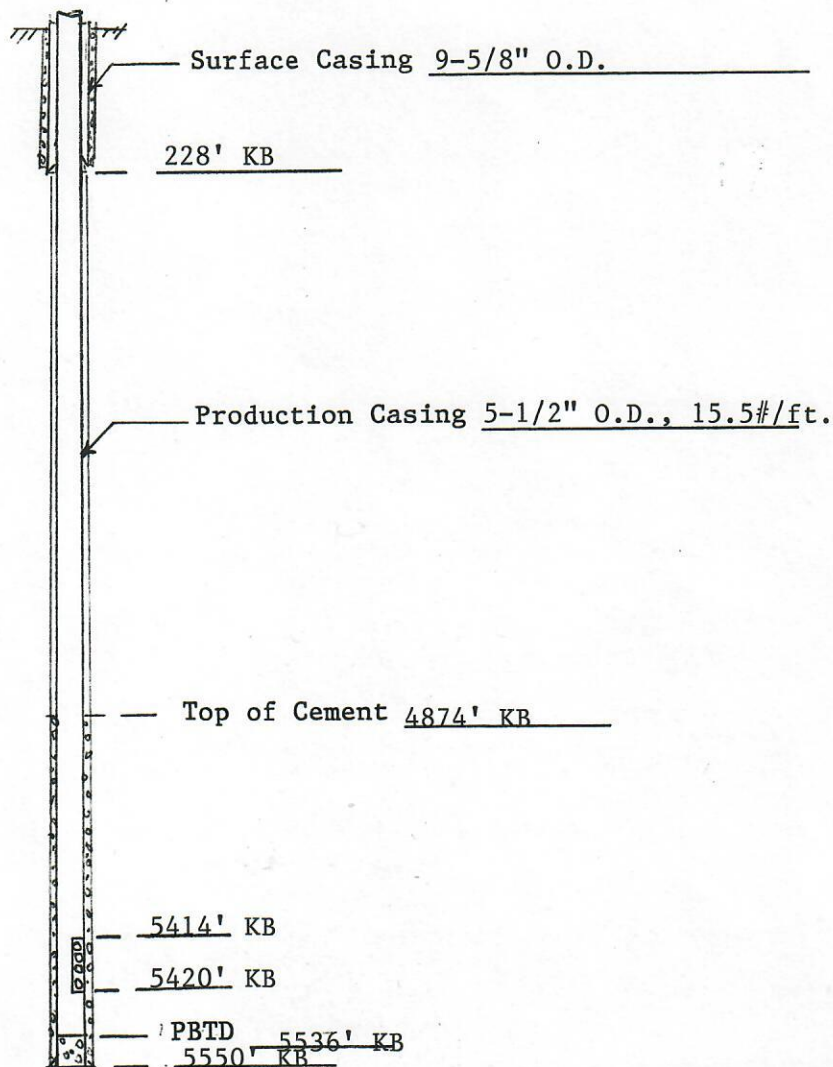 Surface Casing 9-5/8" O.D.
228' KB
Production Casing 5-1/2" O.D., 15.5#/ft.
Top of Cement 4874' KB
5414' KB
5420' KB
PBTD 5536' KB
5550' KB